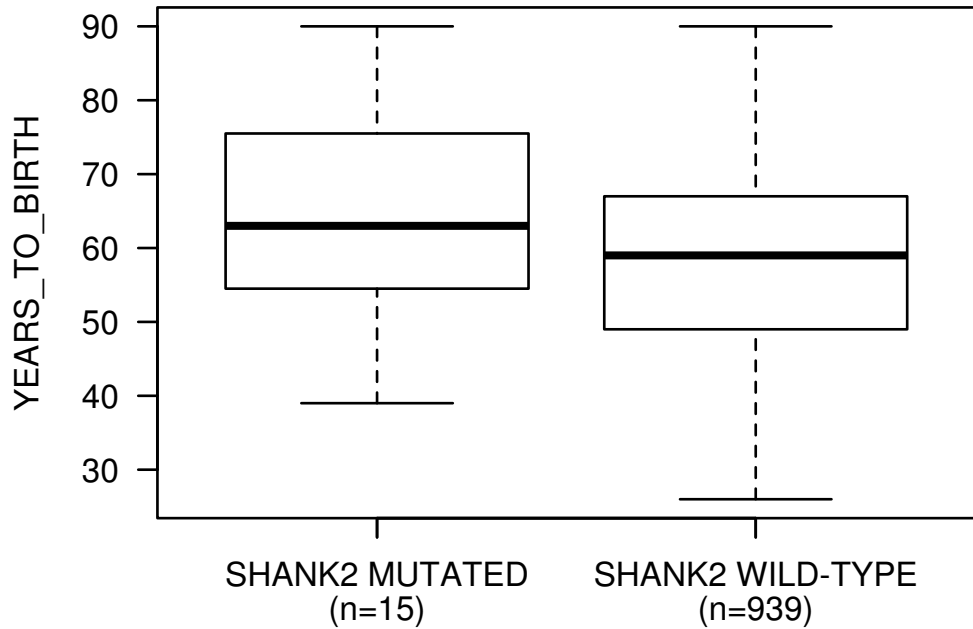 YEARS_TO_BIRTH
90
80
70
60
50
40
30
SHANK2 MUTATED
(n=15)
SHANK2 WILD-TYPE
(n=939)